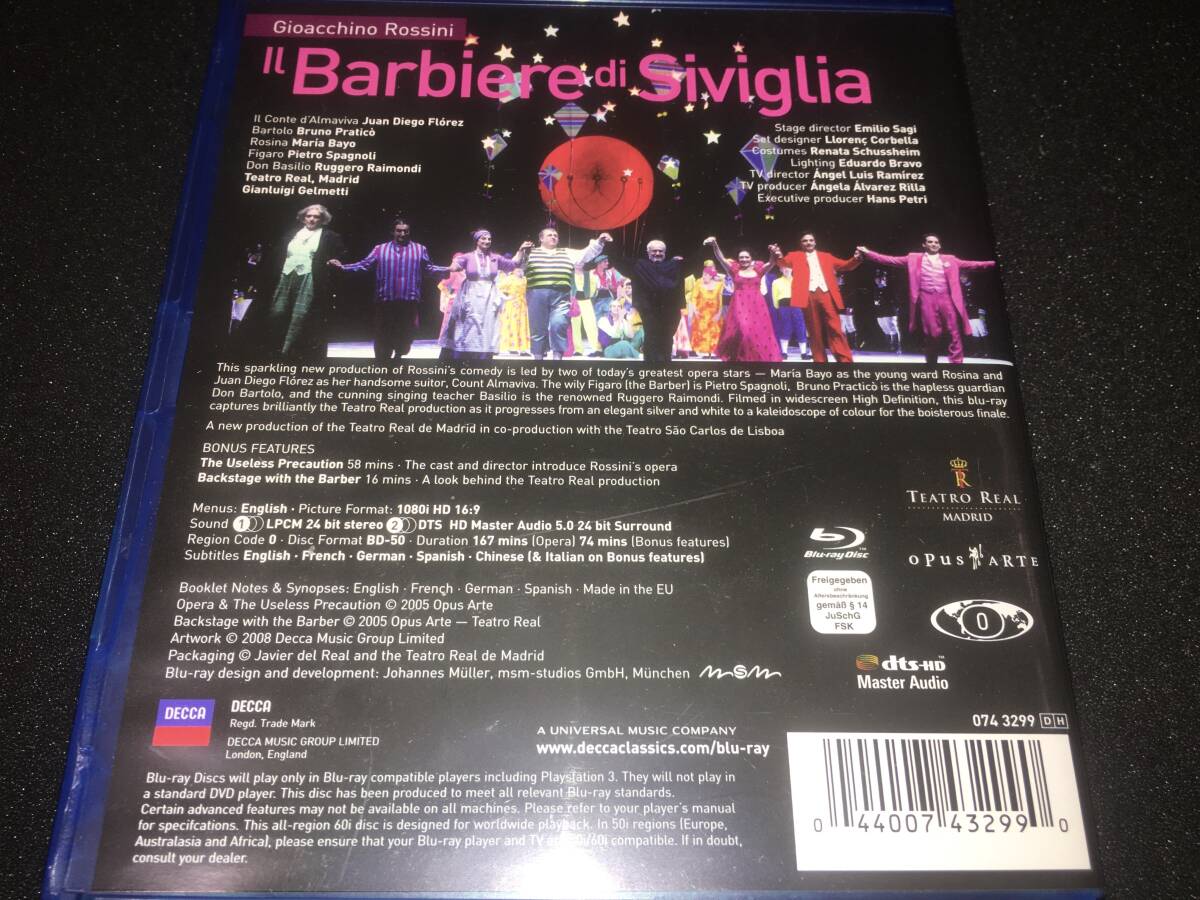 Gioacchino Rossini
Il Barbiere di Siviglia
Il Conte d'Almaviva Juan Diego Flórez
Bartolo Bruno Praticò
Rosina María Bayo
Figaro Pietro Spagnoli
Don Basilio Ruggero Raimondi
Teatro Real, Madrid
Gianluigi Gelmetti
Stage director Emilio Sagi
Set designer Llorenç Corbella
Costumes Renata Schussheim
Lighting Eduardo Bravo
TV director Ángel Luis Ramírez
TV producer Ángela Álvarez Rilla
Executive producer Hans Petri
This sparkling new production of Rossini's comedy is led by two of today's greatest opera stars — María Bayo as the young ward Rosina and
Juan Diego Flórez as her handsome suitor, Count Almaviva. The wily Figaro (the Barber) is Pietro Spagnoli, Bruno Practicò is the hapless guardian
Don Bartolo, and the cunning singing teacher Basilio is the renowned Ruggero Raimondi. Filmed in widescreen High Definition, this blu-ray
captures brilliantly the Teatro Real production as it progresses from an elegant silver and white to a kaleidoscope of colour for the boisterous finale.
A new production of the Teatro Real de Madrid in co-production with the Teatro São Carlos de Lisboa
BONUS FEATURES
The Useless Precaution 58 mins · The cast and director introduce Rossini's opera
Backstage with the Barber 16 mins · A look behind the Teatro Real production
Menus: English · Picture Format: 1080i HD 16:9
Sound 1 LPCM 24 bit stereo 2 DTS HD Master Audio 5.0 24 bit Surround
Region Code 0 · Disc Format BD-50 · Duration 167 mins (Opera) 74 mins (Bonus features)
Subtitles English · French · German · Spanish · Chinese (& Italian on Bonus features)
Booklet Notes & Synopses: English · French · German · Spanish · Made in the EU
Opera & The Useless Precaution © 2005 Opus Arte
Backstage with the Barber © 2005 Opus Arte — Teatro Real
Artwork © 2008 Decca Music Group Limited
Packaging © Javier del Real and the Teatro Real de Madrid
Blu-ray design and development: Johannes Müller, msm-studios GmbH, München msm
R
TEATRO REAL
MADRID
Blu-ray Disc
OPUS ARTE
Freigegeben
ohne
Altersbeschränkung
gemäß § 14
JuSchG
FSK
0
dts-HD
Master Audio
DECCA
DECCA
Regd. Trade Mark
DECCA MUSIC GROUP LIMITED
London, England
A UNIVERSAL MUSIC COMPANY
www.deccaclassics.com/blu-ray
074 3299 D H
Blu-ray Discs will play only in Blu-ray compatible players including Playstation 3. They will not play in
a standard DVD player. This disc has been produced to meet all relevant Blu-ray standards.
Certain advanced features may not be available on all machines. Please refer to your player's manual
for specifcations. This all-region 60i disc is designed for worldwide playback. In 50i regions (Europe,
Australasia and Africa), please ensure that your Blu-ray player and TV are 60i compatible. If in doubt,
consult your dealer.
0 44007 43299 0